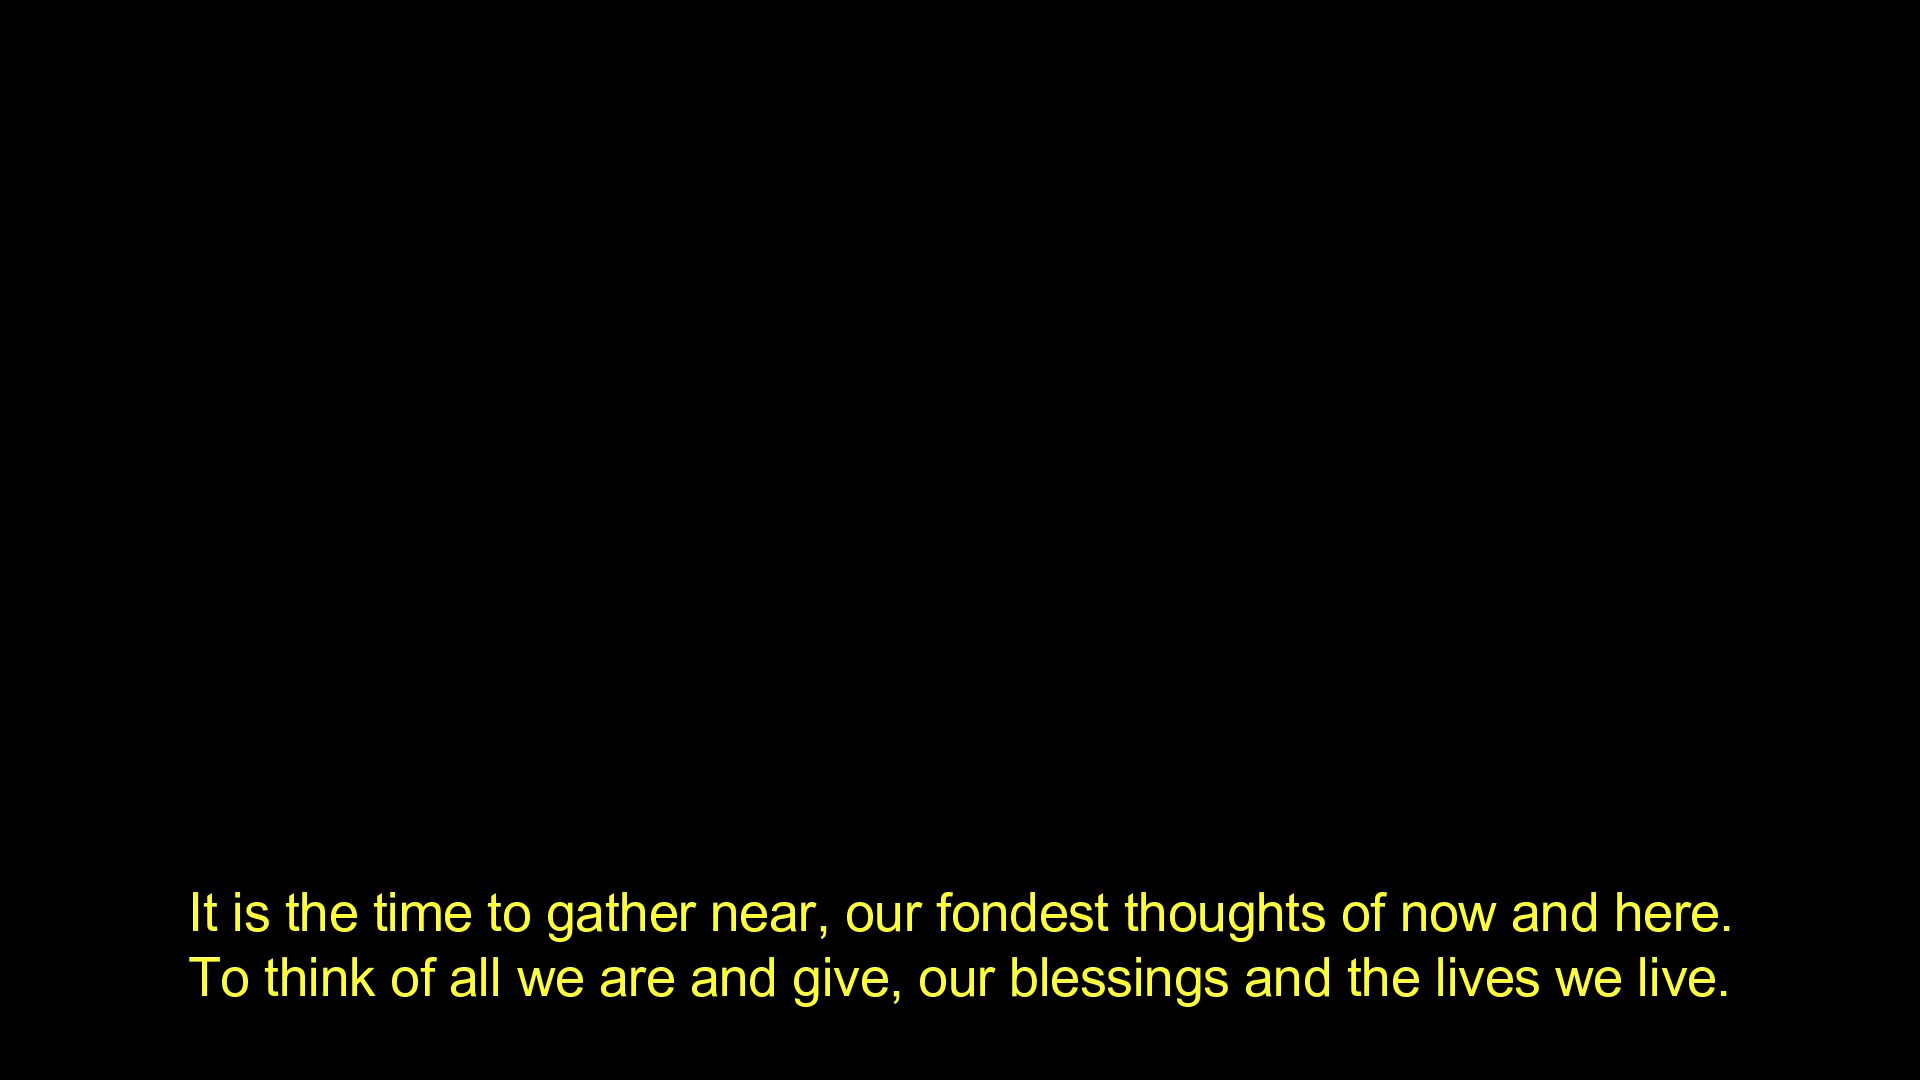 It is the time to gather near, our fondest thoughts of now and here.
To think of all we are and give, our blessings and the lives we live.